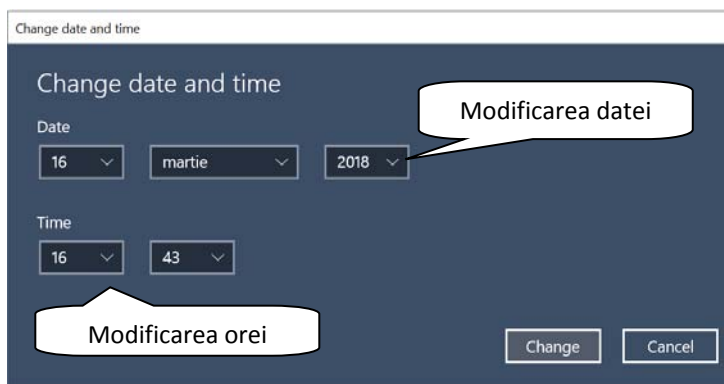 Change date and time
Change date and time
Modificarea datei
Date
16 martie 2018
Time
16 43
Modificarea orei
Change Cancel